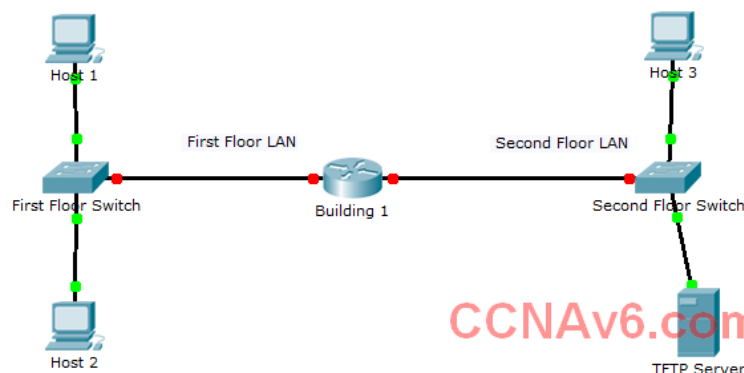 Host 1
Host 3
First Floor LAN
Second Floor LAN
First Floor Switch
Building 1
Second Floor Switch
CCNAv6.com
Host 2
TFTP Server